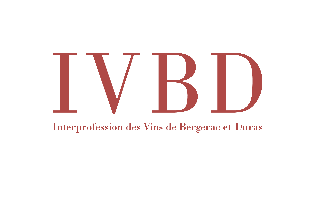 IVBD
Interprofession des Vins de Bergerac et Duras